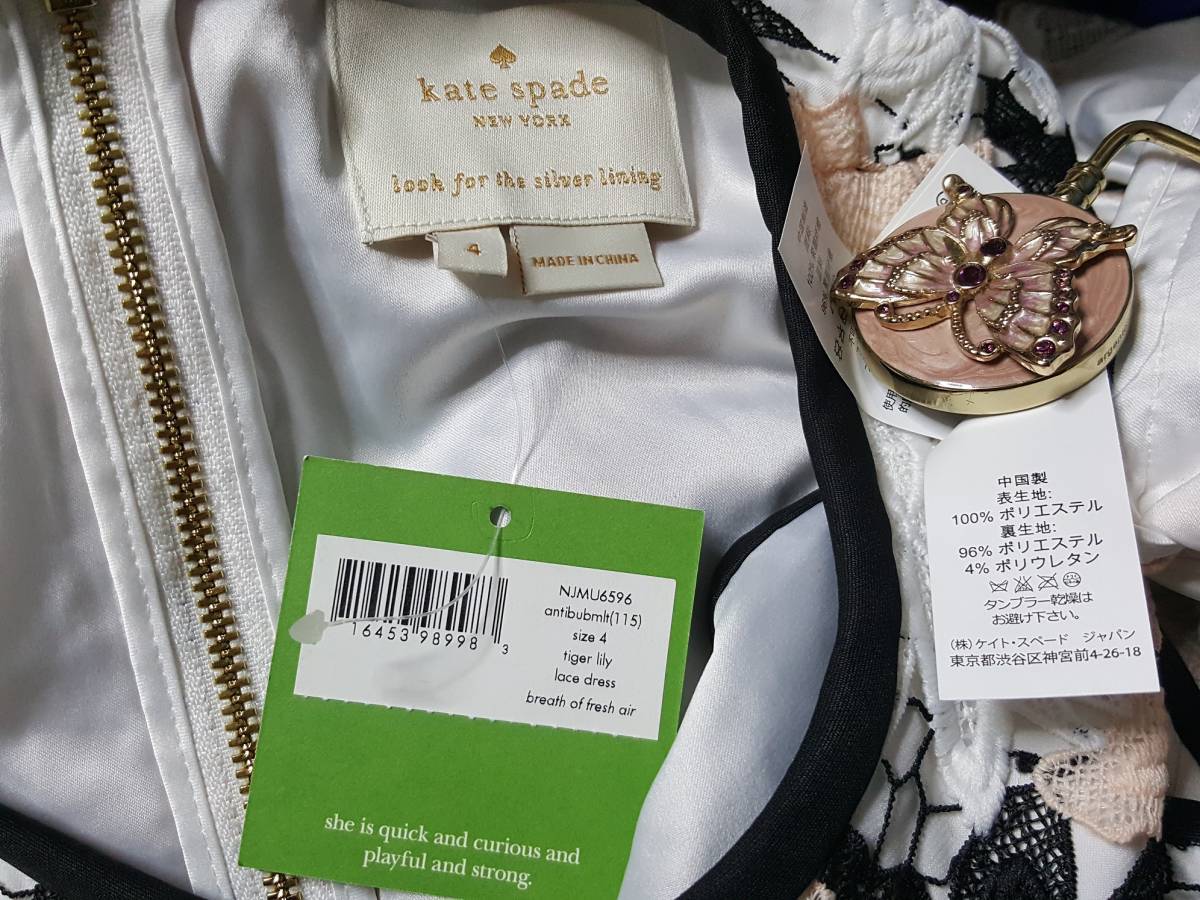 kate spade
NEW YORK
look for the silver lining
4
MADE IN CHINA
NJMU6596
antibubmlt(115)
size 4
tiger lily
lace dress
breath of fresh air
16453 98998 3
she is quick and curious and
playful and strong.
中国製
表生地:
100% ポリエステル
裏生地:
96% ポリエステル
4% ポリウレタン
タンブラー乾燥は
お避け下さい。
(株) ケイト・スペード ジャパン
東京都渋谷区神宮前4-26-18
使用
的